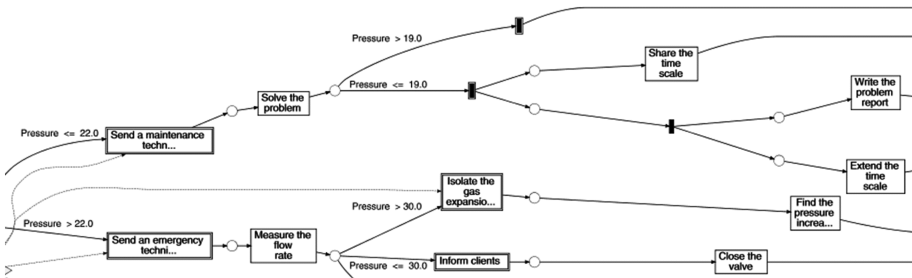 Pressure > 19.0
Share the
time
scale
Pressure <= 19.0
Write the
problem
report
Solve the
problem
Pressure <= 22.0
Send a maintenance
techn...
Extend the
time
scale
Isolate the
gas
expansio...
Pressure > 30.0
Find the
pressure
increa...
Pressure > 22.0
Send an emergency
techni...
Measure the
flow
rate
Inform clients
Pressure <= 30.0
Close the
valve